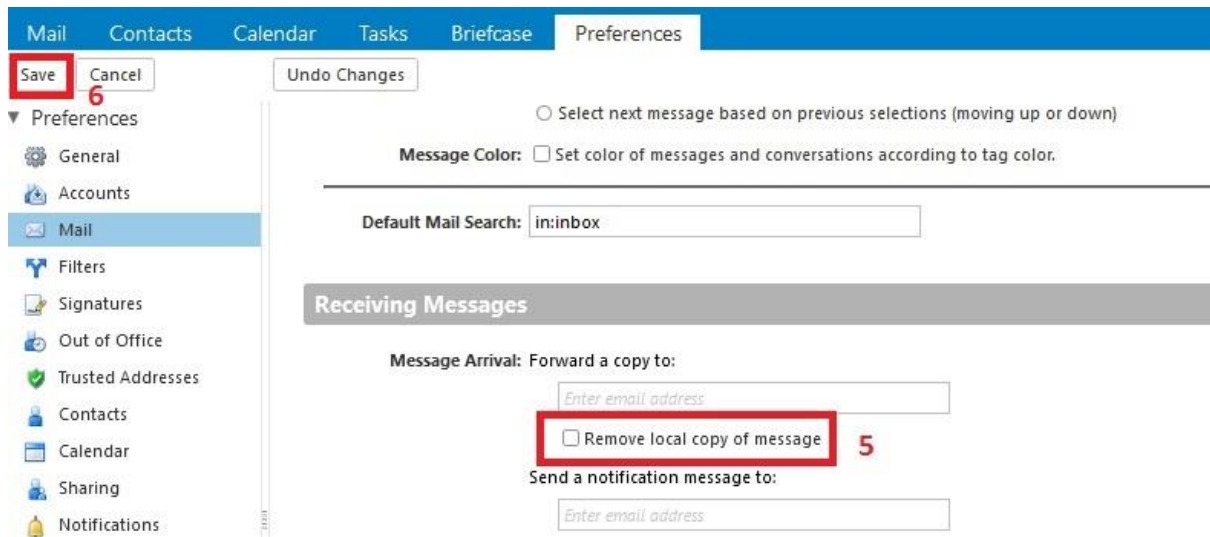 Mail Contacts Calendar Tasks Briefcase Preferences
Save Cancel Undo Changes
6
Preferences
General
Accounts
Mail
Filters
Signatures
Out of Office
Trusted Addresses
Contacts
Calendar
Sharing
Notifications
Select next message based on previous selections (moving up or down)
Message Color: Set color of messages and conversations according to tag color.
Default Mail Search: in:inbox
Receiving Messages
Message Arrival: Forward a copy to:
Enter email address
Remove local copy of message 5
Send a notification message to:
Enter email address